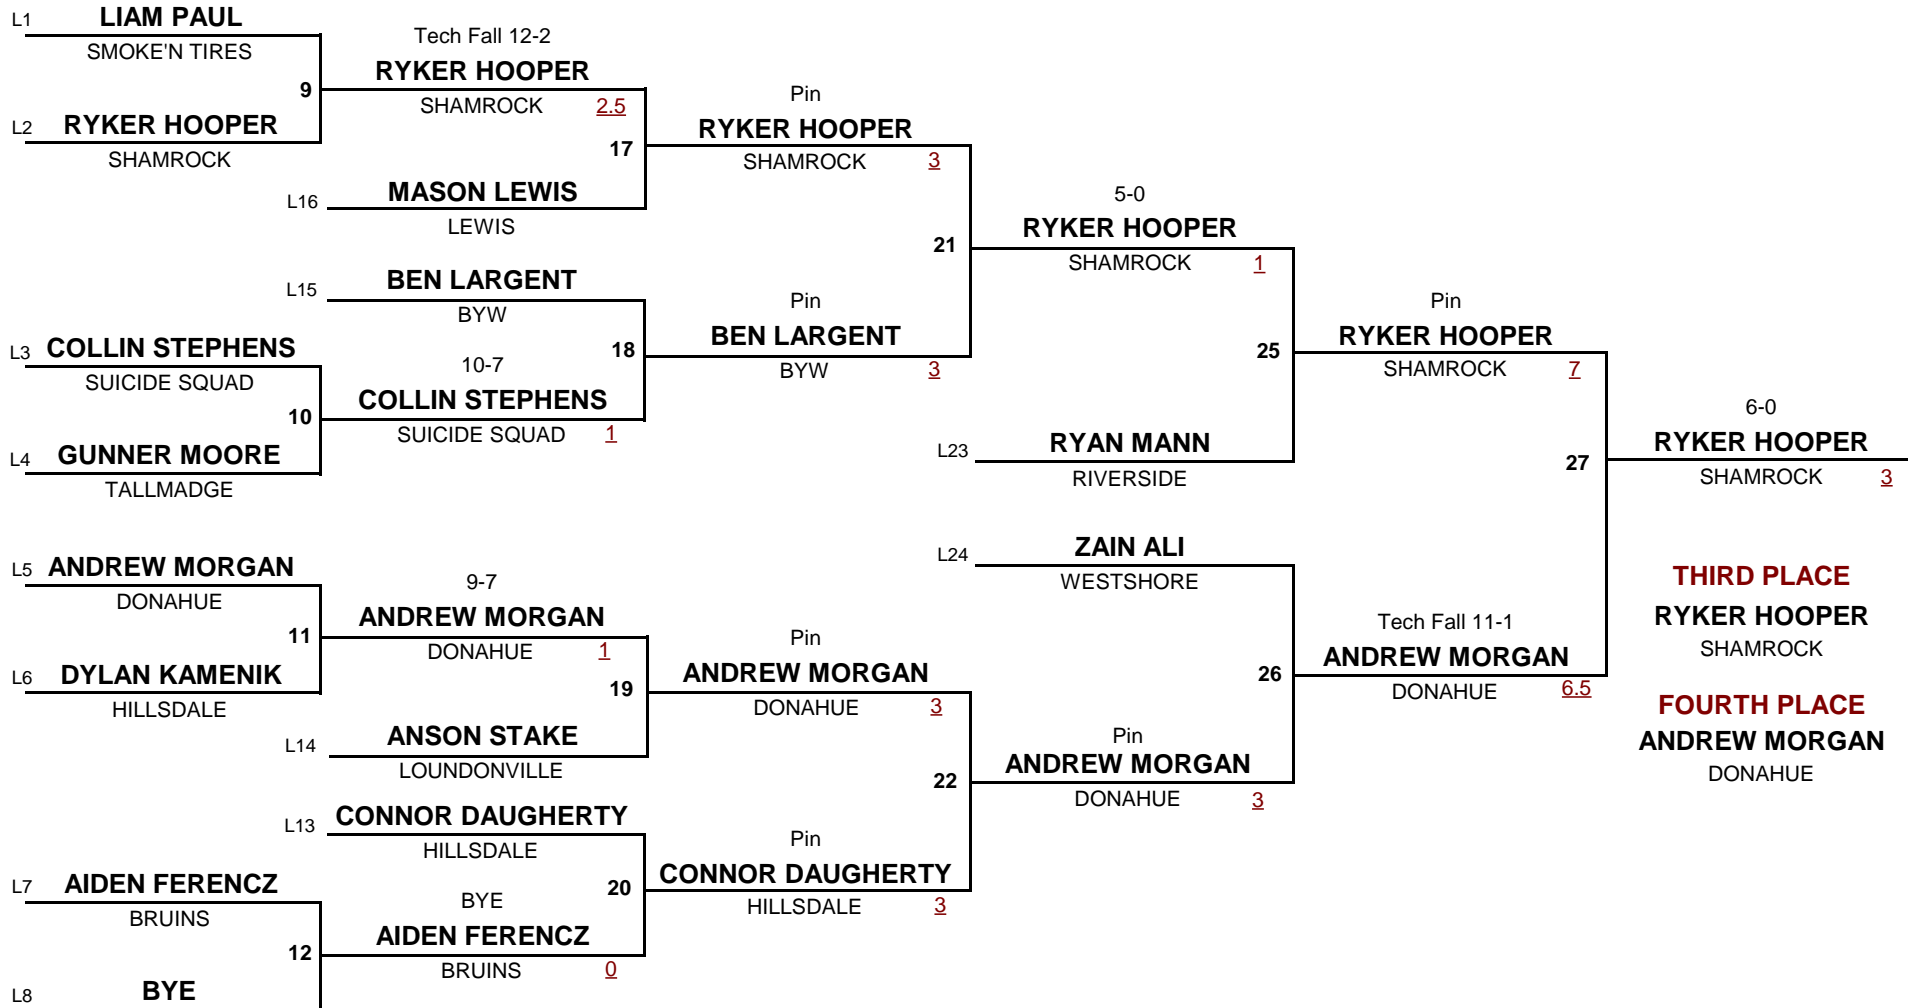 L1 LIAM PAUL
SMOKE'N TIRES
9
L2 RYKER HOOPER
SHAMROCK
Tech Fall 12-2
RYKER HOOPER
SHAMROCK 2.5
17
L16 MASON LEWIS
LEWIS
Pin
RYKER HOOPER
SHAMROCK 3
21
L15 BEN LARGENT
BYW
18
L3 COLLIN STEPHENS
SUICIDE SQUAD
10
L4 GUNNER MOORE
TALLMADGE
10-7
COLLIN STEPHENS
SUICIDE SQUAD 1
Pin
BEN LARGENT
BYW 3
5-0
RYKER HOOPER
SHAMROCK 1
25
L23 RYAN MANN
RIVERSIDE
Pin
RYKER HOOPER
SHAMROCK 7
27
6-0
RYKER HOOPER
SHAMROCK 3
L5 ANDREW MORGAN
DONAHUE
11
L6 DYLAN KAMENIK
HILLSDALE
9-7
ANDREW MORGAN
DONAHUE 1
19
L14 ANSON STAKE
LOUNDONVILLE
Pin
ANDREW MORGAN
DONAHUE 3
22
L13 CONNOR DAUGHERTY
HILLSDALE
20
L7 AIDEN FERENCZ
BRUINS
12
L8 BYE
BYE
AIDEN FERENCZ
BRUINS 0
Pin
CONNOR DAUGHERTY
HILLSDALE 3
L24 ZAIN ALI
WESTSHORE
26
Pin
ANDREW MORGAN
DONAHUE 3
Tech Fall 11-1
ANDREW MORGAN
DONAHUE 6.5
THIRD PLACE
RYKER HOOPER
SHAMROCK
FOURTH PLACE
ANDREW MORGAN
DONAHUE